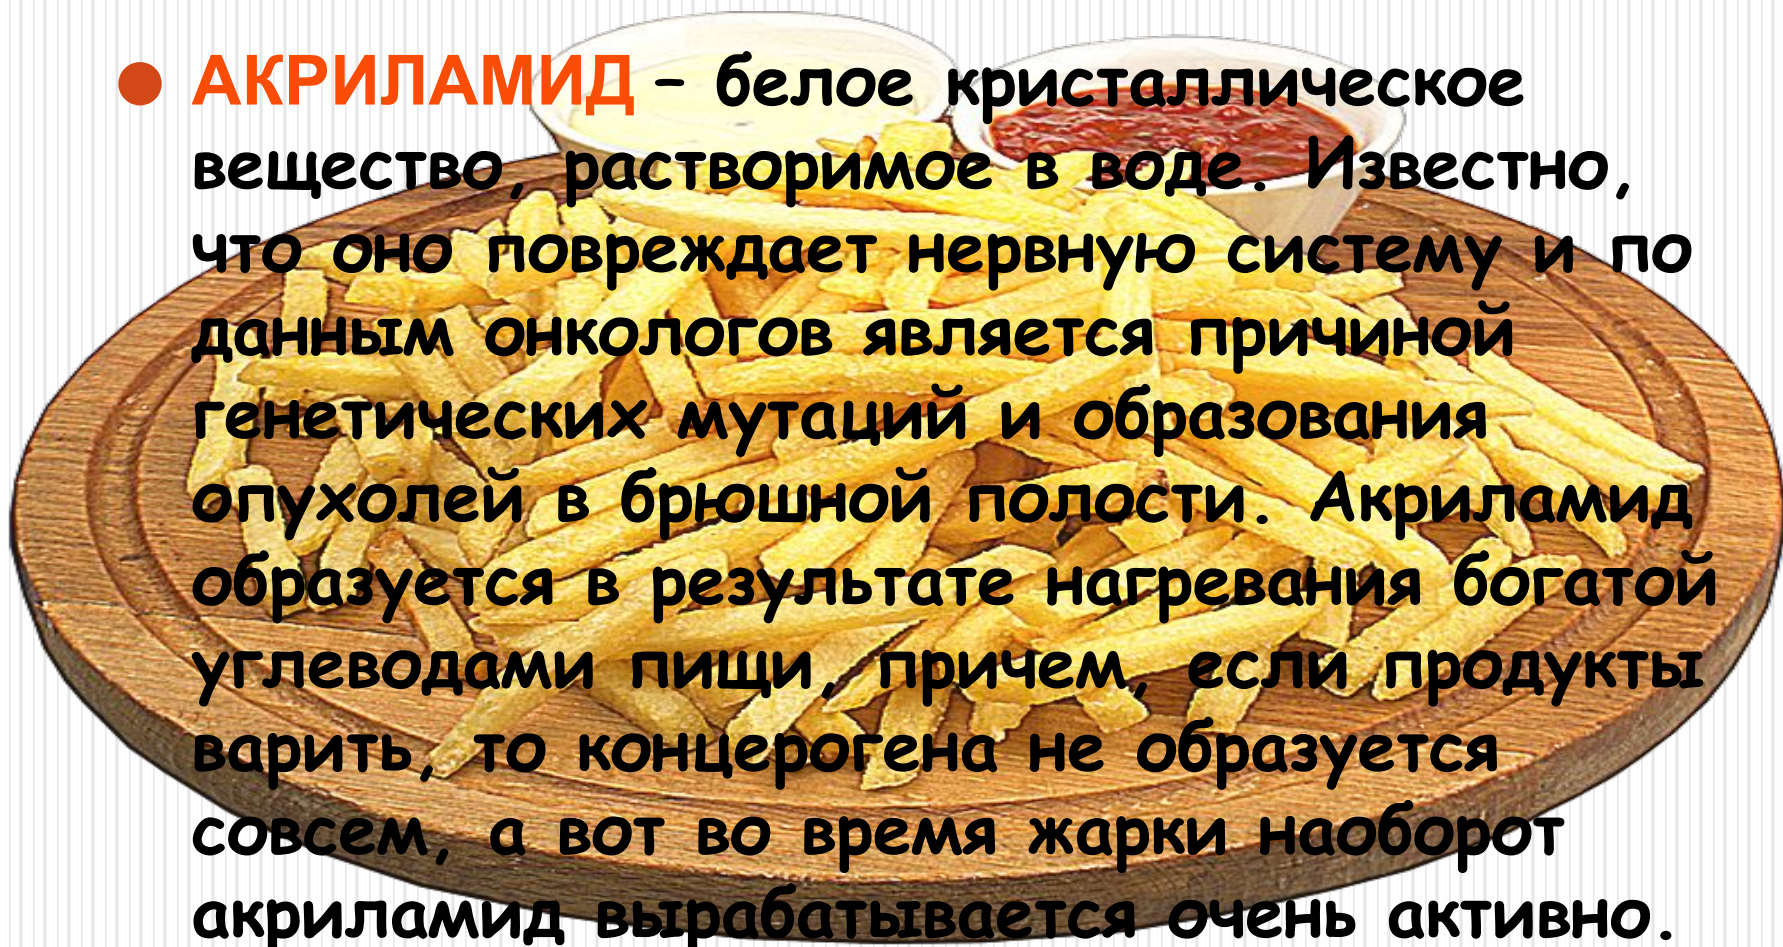 ● АКРИЛАМИД – белое кристаллическое
вещество, растворимое в воде. Известно,
что оно повреждает нервную систему и по
данным онкологов является причиной
генетических мутаций и образования
опухолей в брюшной полости. Акриламид
образуется в результате нагревания богатой
углеводами пищи, причем, если продукты
варить, то концерогена не образуется
совсем, а вот во время жарки наоборот
акриламид вырабатывается очень активно.